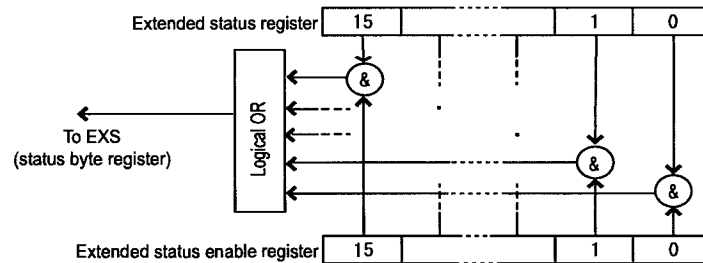 Extended status register 15 1 0
&
Logical OR
To EXS
(status byte register)
&
&
Extended status enable register 15 1 0